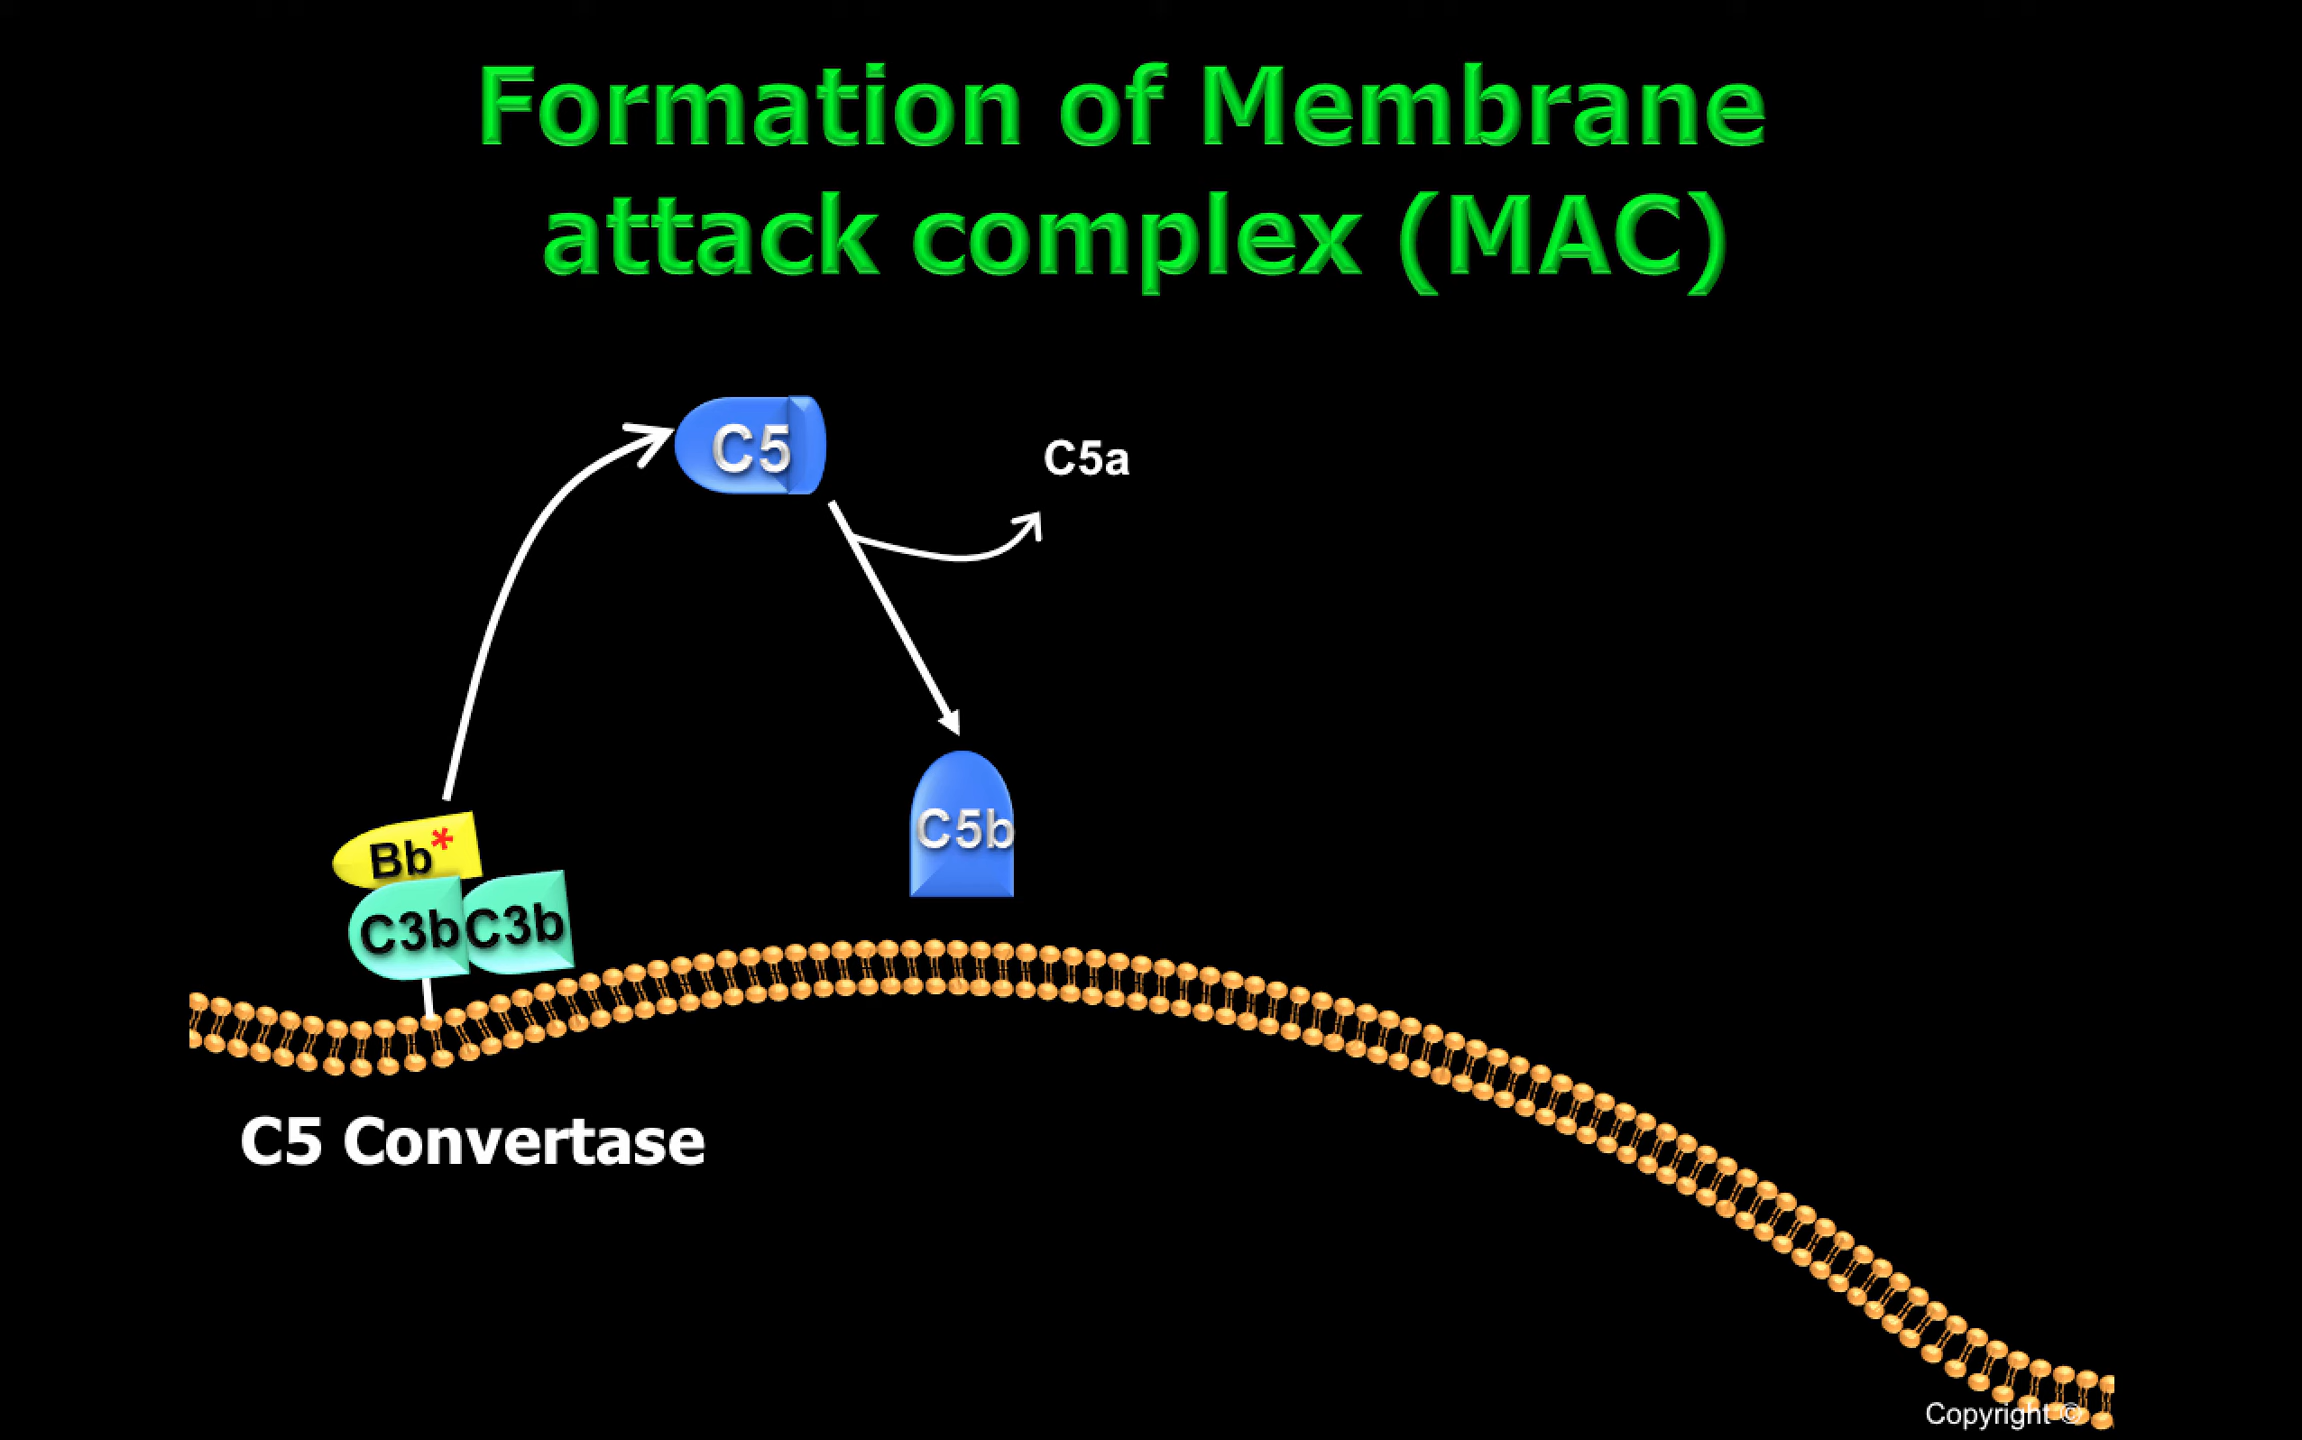 Formation of Membrane
attack complex (MAC)
C5
C5a
C5b
Bb*
C3b C3b
C5 Convertase
Copyright ©